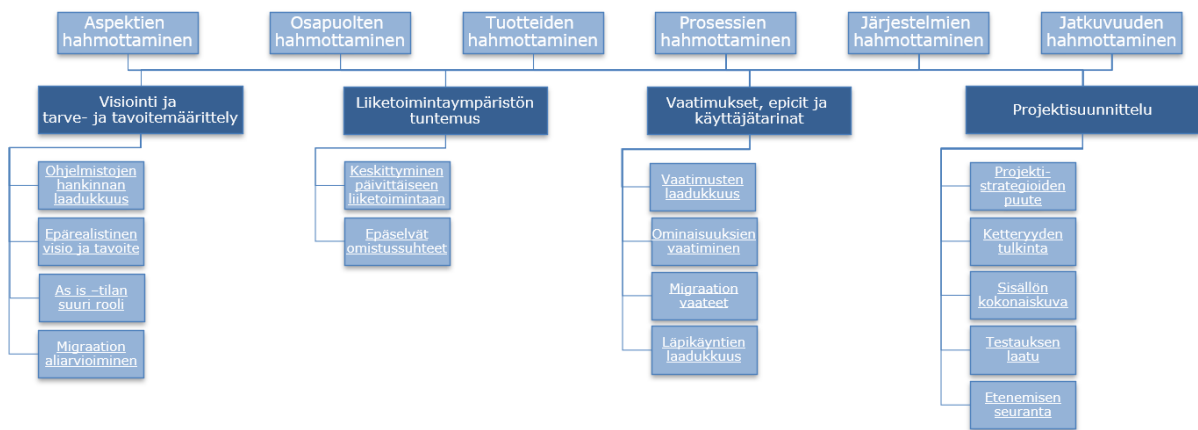 Aspektien
hahmottaminen
Osapuolten
hahmottaminen
Tuotteiden
hahmottaminen
Prosessien
hahmottaminen
Järjestelmien
hahmottaminen
Jatkuvuuden
hahmottaminen
Visiointi ja
tarve- ja tavoitemäärittely
Ohjelmistojen
hankinnan
laadukkuus
Epärealistinen
visio ja tavoite
As is –tilan
suuri rooli
Migraation
aliarvioiminen
Liiketoimintaympäristön
tuntemus
Keskittyminen
päivittäiseen
liiketoimintaan
Epäselvät
omistussuhteet
Vaatimukset, epicit ja
käyttäjätarinat
Vaatimusten
laadukkuus
Ominaisuuksien
vaatiminen
Migraation
vaateet
Läpikäyntien
laadukkuus
Projektisuunnittelu
Projekti-
strategioiden
puute
Ketteryyden
tulkinta
Sisällön
kokonaiskuva
Testauksen
laatu
Etenemisen
seuranta